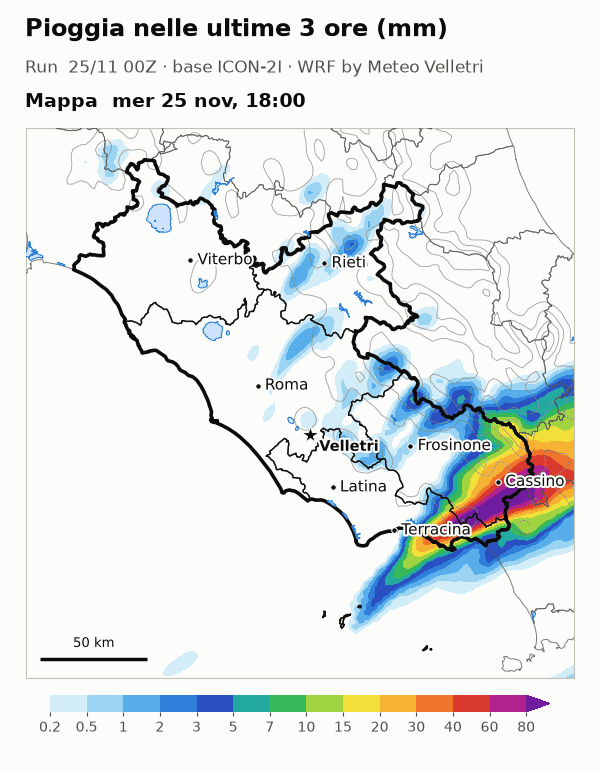 Pioggia nelle ultime 3 ore (mm)
Run  25/11 00Z · base ICON-2I · WRF by Meteo Velletri
Mappa  mer 25 nov, 18:00
Viterbo
Rieti
Roma
Velletri
Frosinone
Latina
Cassino
Terracina
50 km
0.2 0.5 1 2 3 5 7 10 15 20 30 40 60 80